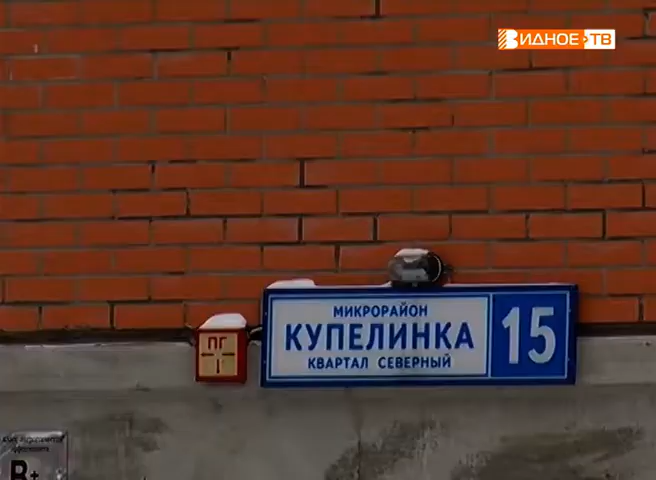 ВИДНОЕ ТВ
МИКРОРАЙОН
КУПЕЛИНКА
КВАРТАЛ СЕВЕРНЫЙ
15
ПГ
B+